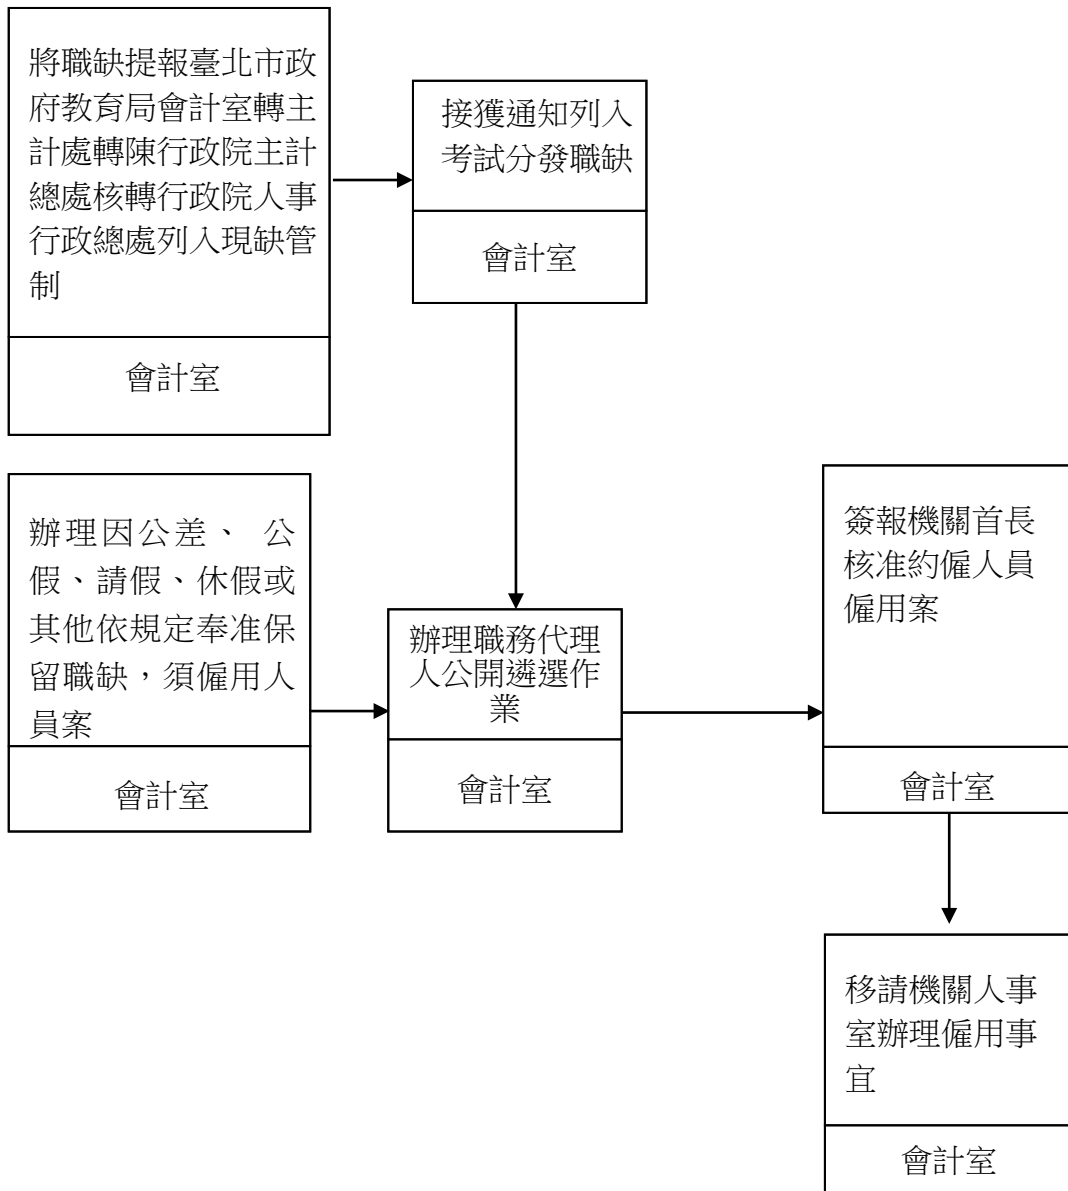 將職缺提報臺北市政
府教育局會計室轉主
計處轉陳行政院主計
總處核轉行政院人事
行政總處列入現缺管
制
會計室
接獲通知列入
考試分發職缺
會計室
辦理因公差、 公
假、請假、休假或
其他依規定奉准保
留職缺，須僱用人
員案
會計室
辦理職務代理
人公開遴選作
業
會計室
簽報機關首長
核准約僱人員
僱用案
會計室
移請機關人事
室辦理僱用事
宜
會計室